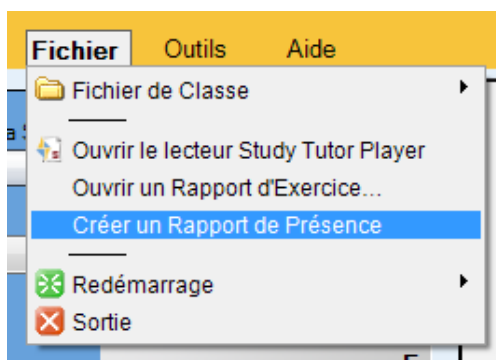 Fichier Outils Aide
Fichier de Classe
Ouvrir le lecteur Study Tutor Player
Ouvrir un Rapport d'Exercice...
Créer un Rapport de Présence
Redémarrage
Sortie